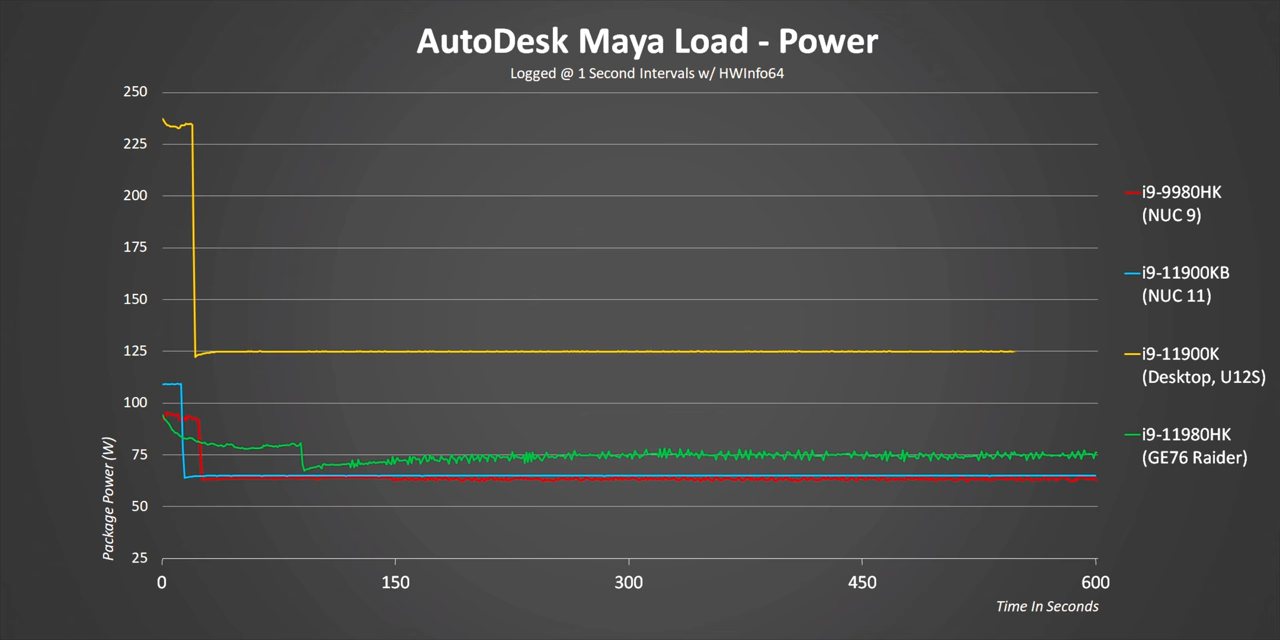 AutoDesk Maya Load - Power
Logged @ 1 Second Intervals w/ HWInfo64
250
225
200
175
150
125
100
75
50
25
Package Power (W)
0
150
300
450
600
Time In Seconds
i9-9980HK
(NUC 9)
i9-11900KB
(NUC 11)
i9-11900K
(Desktop, U12S)
i9-11980HK
(GE76 Raider)